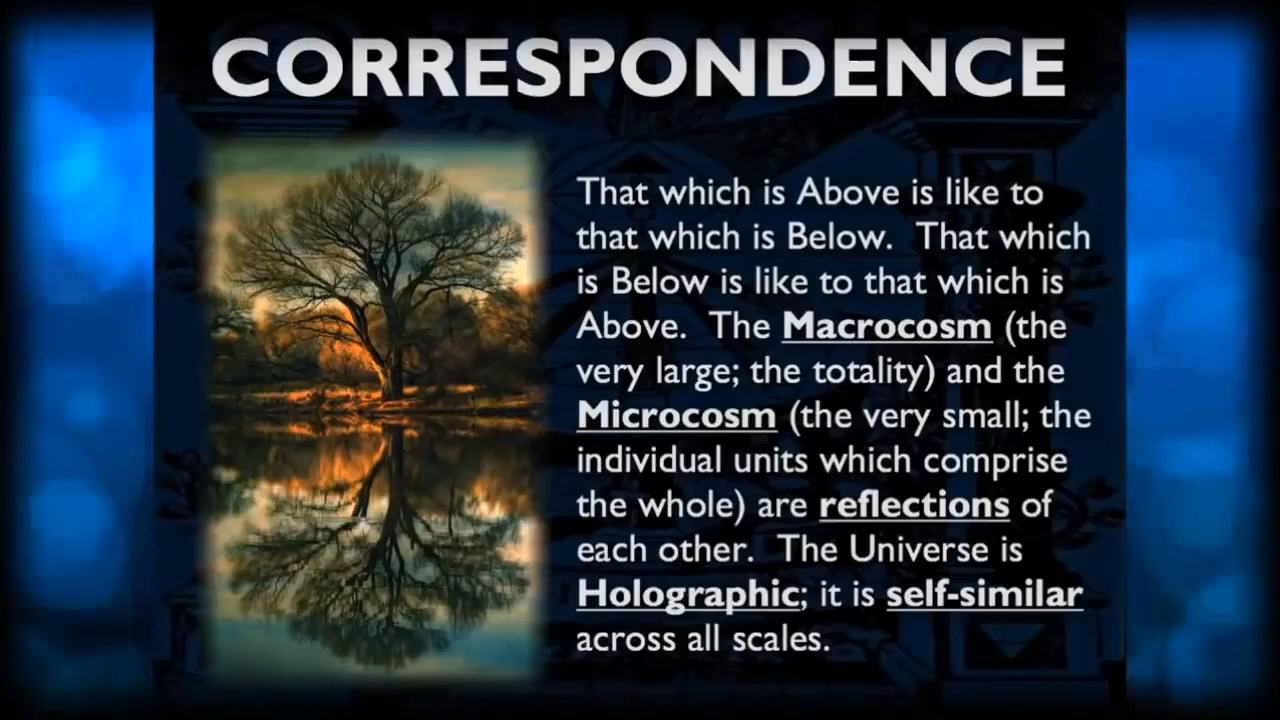 CORRESPONDENCE
That which is Above is like to
that which is Below.  That which
is Below is like to that which is
Above.  The Macrocosm (the
very large; the totality) and the
Microcosm (the very small; the
individual units which comprise
the whole) are reflections of
each other.  The Universe is
Holographic; it is self-similar
across all scales.